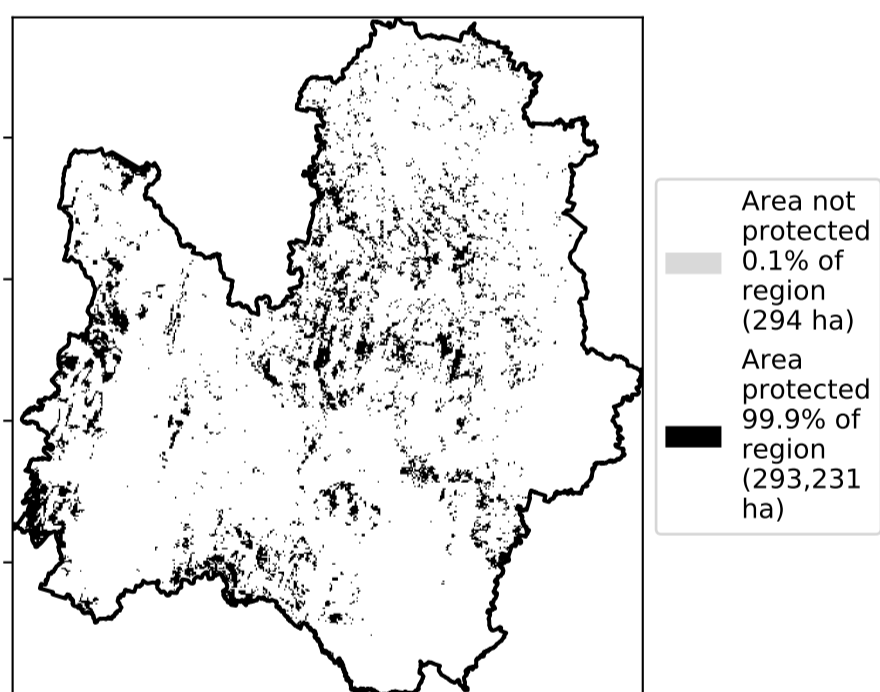 Area not
protected
0.1% of
region
(294 ha)
Area
protected
99.9% of
region
(293,231
ha)